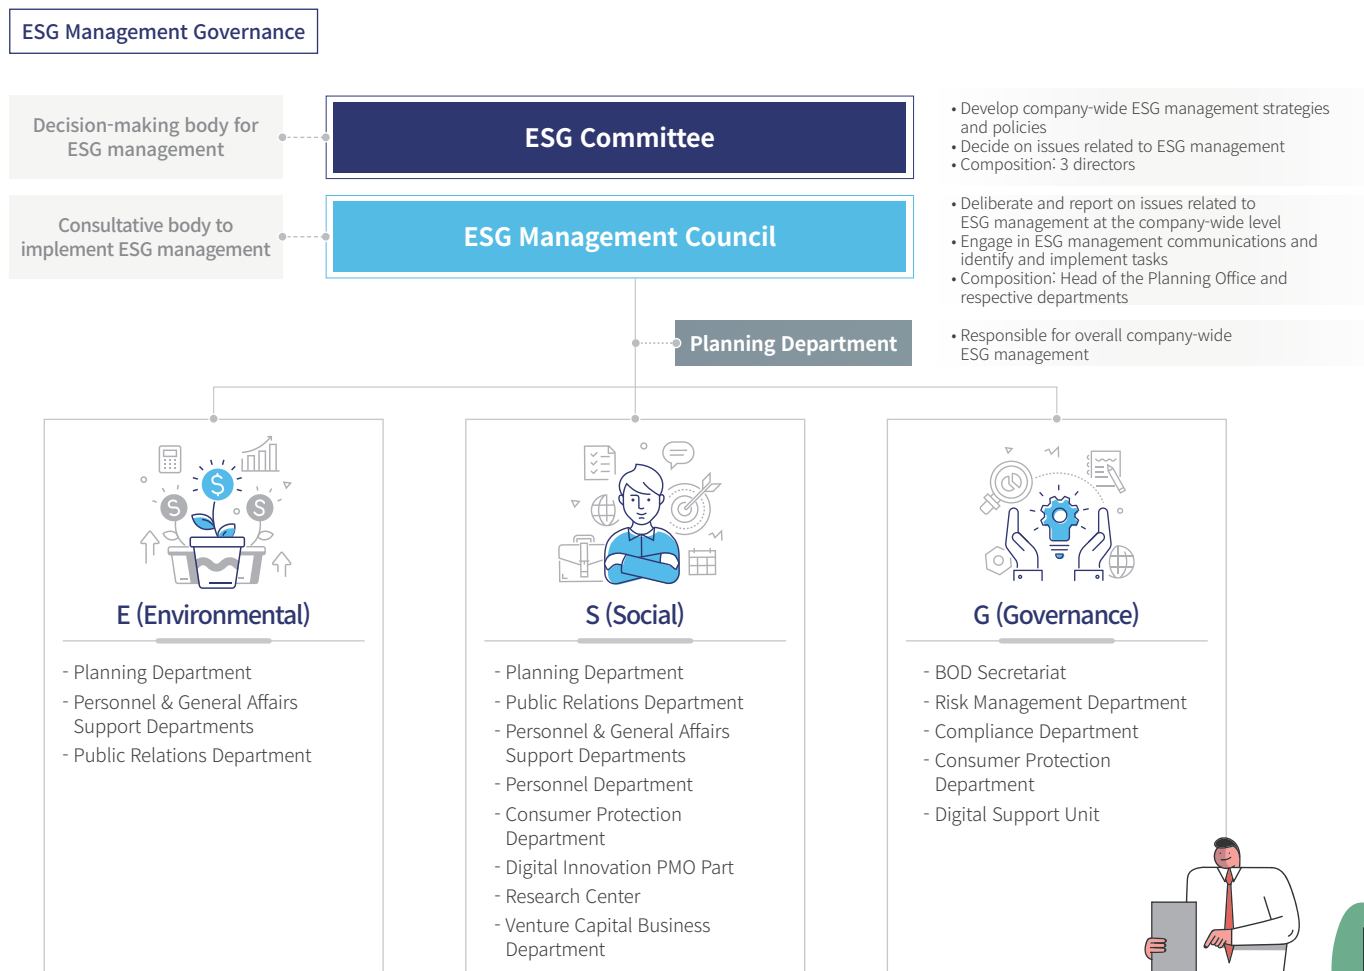 ESG Management Governance
Decision-making body for
ESG management
ESG Committee
• Develop company-wide ESG management strategies
and policies
• Decide on issues related to ESG management
• Composition: 3 directors
Consultative body to
implement ESG management
ESG Management Council
• Deliberate and report on issues related to
ESG management at the company-wide level
• Engage in ESG management communications and
identify and implement tasks
• Composition: Head of the Planning Office and
respective departments
Planning Department
• Responsible for overall company-wide
ESG management
E (Environmental)
- Planning Department
- Personnel & General Affairs
Support Departments
- Public Relations Department
S (Social)
- Planning Department
- Public Relations Department
- Personnel & General Affairs
Support Departments
- Personnel Department
- Consumer Protection
Department
- Digital Innovation PMO Part
- Research Center
- Venture Capital Business
Department
G (Governance)
- BOD Secretariat
- Risk Management Department
- Compliance Department
- Consumer Protection
Department
- Digital Support Unit